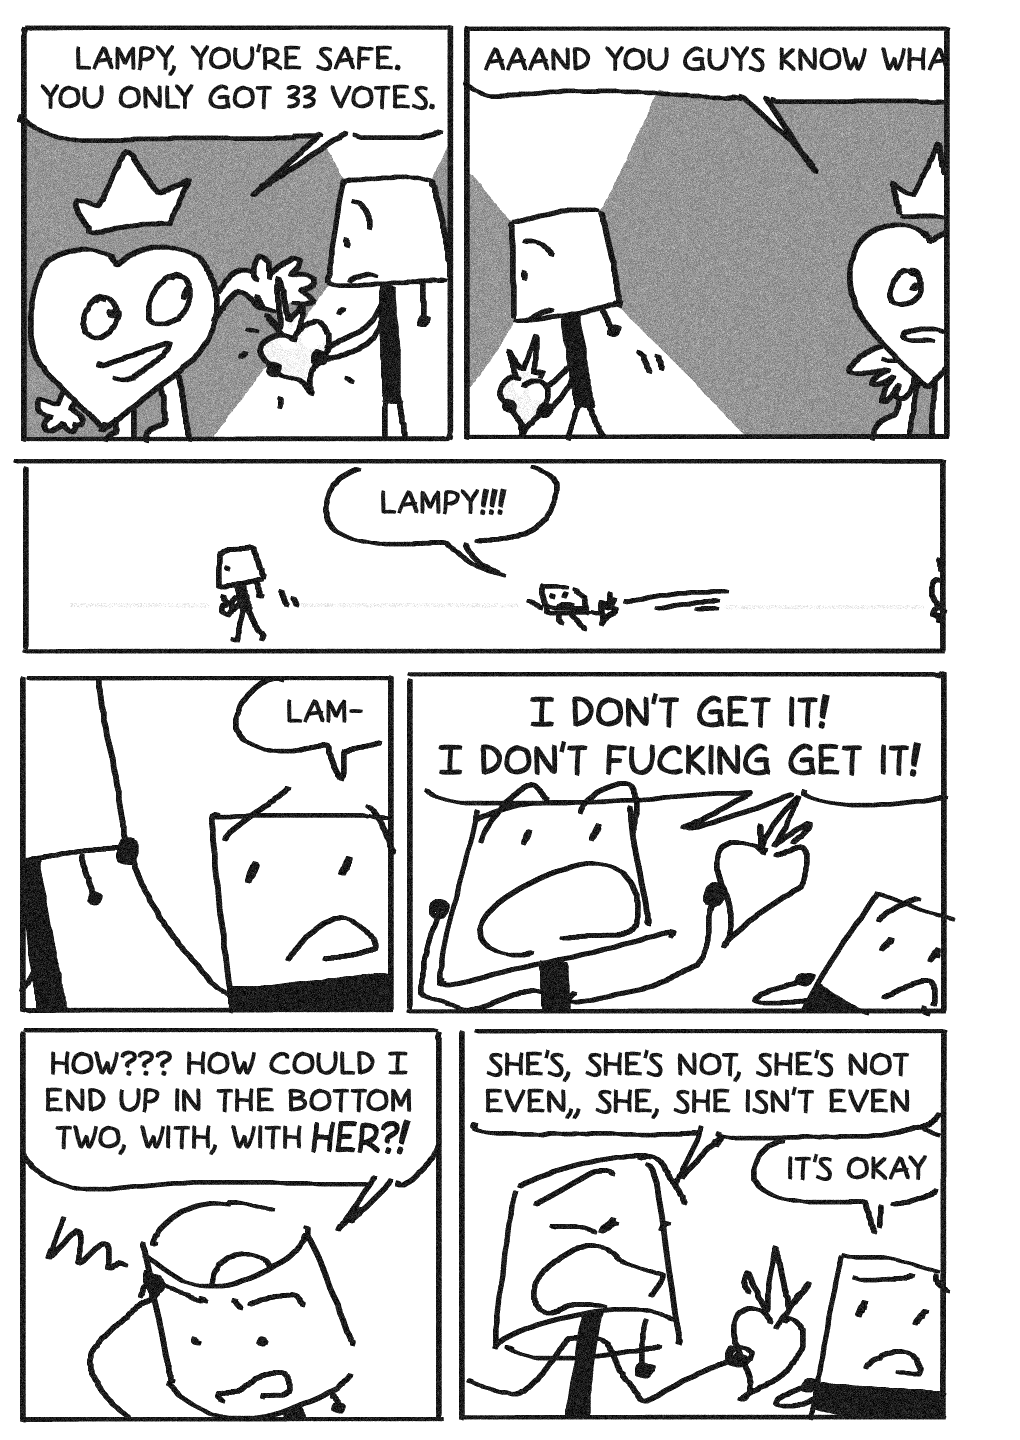 LAMPY, YOU'RE SAFE.
YOU ONLY GOT 33 VOTES.
AAAND YOU GUYS KNOW WHA
LAMPY!!!
LAM-
I DON'T GET IT!
I DON'T FUCKING GET IT!
HOW??? HOW COULD I
END UP IN THE BOTTOM
TWO, WITH, WITH HER?!
SHE'S, SHE'S NOT, SHE'S NOT
EVEN,, SHE, SHE ISN'T EVEN
IT'S OKAY